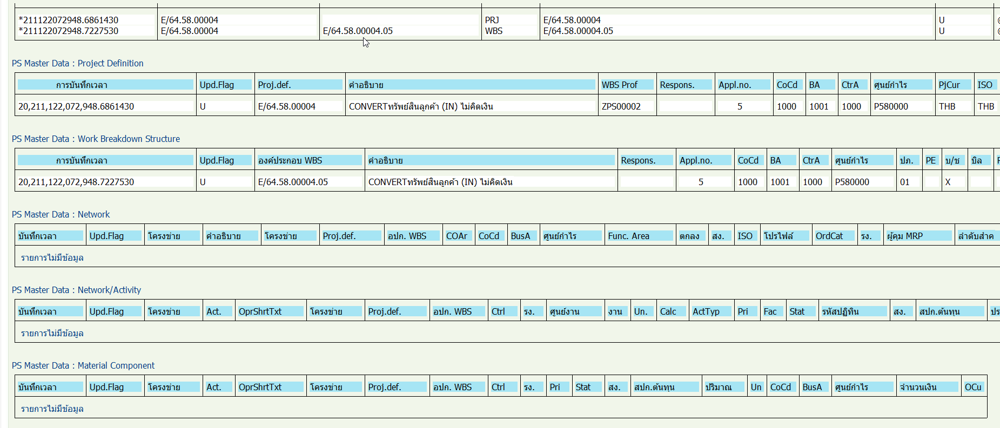 *211122072948.6861430 E/64.58.00004 PRJ E/64.58.00004 U
*211122072948.7227530 E/64.58.00004 E/64.58.00004.05 WBS E/64.58.00004.05 U
PS Master Data : Project Definition
การบันทึกเวลา Upd.Flag Proj.def. คำอธิบาย WBS Prof Respons. Appl.no. CoCd BA CtrA ศูนย์กำไร PjCur ISO
20,211,122,072,948.6861430 U E/64.58.00004 CONVERTทรัพย์สินลูกค้า (IN) ไม่คิดเงิน ZPS00002 5 1000 1001 1000 P580000 THB THB
PS Master Data : Work Breakdown Structure
การบันทึกเวลา Upd.Flag องค์ประกอบ WBS คำอธิบาย Respons. Appl.no. CoCd BA CtrA ศูนย์กำไร ปภ. PE บ/ช บิล
20,211,122,072,948.7227530 U E/64.58.00004.05 CONVERTทรัพย์สินลูกค้า (IN) ไม่คิดเงิน 5 1000 1001 1000 P580000 01 X
PS Master Data : Network
บันทึกเวลา Upd.Flag โครงข่าย คำอธิบาย โครงข่าย Proj.def. อปก. WBS COAr CoCd BusA ศูนย์กำไร Func. Area ตกลง สง. ISO โปรไฟล์ OrdCat รง. ผู้คุม MRP ลำดับสำค
รายการไม่มีข้อมูล
PS Master Data : Network/Activity
บันทึกเวลา Upd.Flag โครงข่าย Act. OprShrtTxt โครงข่าย Proj.def. อปก. WBS Ctrl รง. ศูนย์งาน งาน Un. Calc ActTyp Pri Fac Stat รหัสปฏิทิน สง. สปก.ต้นทุน ปร
รายการไม่มีข้อมูล
PS Master Data : Material Component
บันทึกเวลา Upd.Flag โครงข่าย Act. OprShrtTxt โครงข่าย Proj.def. อปก. WBS Ctrl รง. Pri Stat สง. สปก.ต้นทุน ปริมาณ Un CoCd BusA ศูนย์กำไร จำนวนเงิน OCu
รายการไม่มีข้อมูล